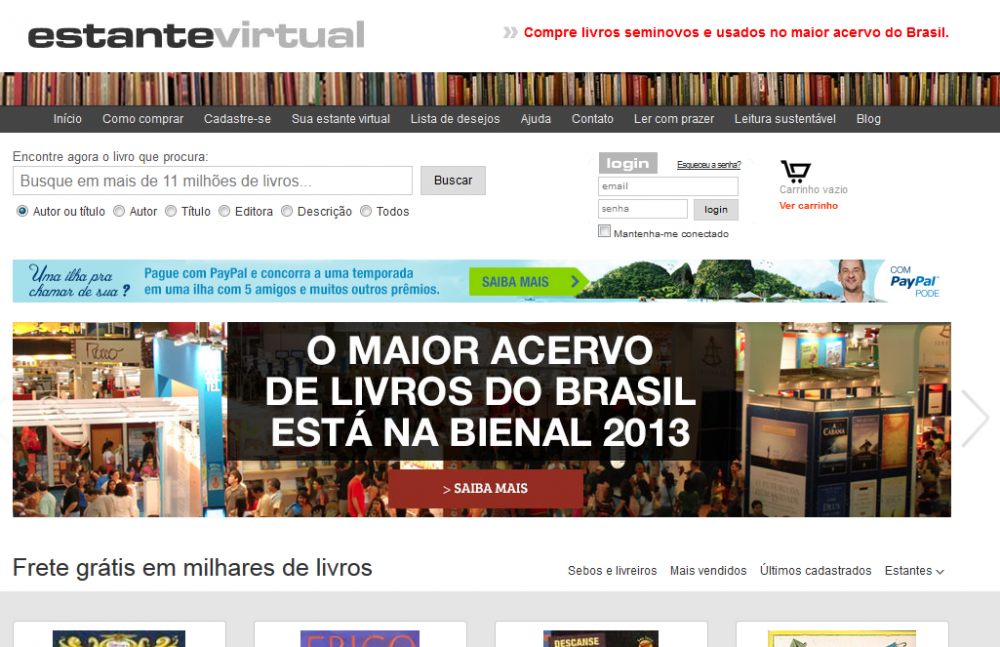 estantevirtual
Compre livros seminovos e usados no maior acervo do Brasil.
Início Como comprar Cadastre-se Sua estante virtual Lista de desejos Ajuda Contato Ler com prazer Leitura sustentável Blog
Encontre agora o livro que procura:
Busque em mais de 11 milhões de livros...
Buscar
Autor ou título Autor Título Editora Descrição Todos
login Esqueceu a senha?
email
senha
login
Mantenha-me conectado
Carrinho vazio
Ver carrinho
Uma ilha pra
chamar de sua ?
Pague com PayPal e concorra a uma temporada
em uma ilha com 5 amigos e muitos outros prêmios.
SAIBA MAIS
COM
PayPal
PODE
O MAIOR ACERVO
DE LIVROS DO BRASIL
ESTÁ NA BIENAL 2013
> SAIBA MAIS
A
CABANA
Frete grátis em milhares de livros
Sebos e livreiros Mais vendidos Últimos cadastrados Estantes
ERICO
DESCANSE